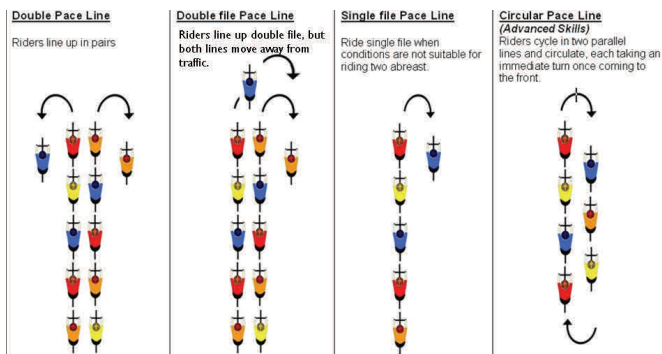 Double Pace Line
Riders line up in pairs
Double file Pace Line
Riders line up double file, but
both lines move away from
traffic.
Single file Pace Line
Ride single file when
conditions are not suitable for
riding two abreast.
Circular Pace Line
(Advanced Skills)
Riders cycle in two parallel
lines and circulate, each taking an
immediate turn once coming to
the front.